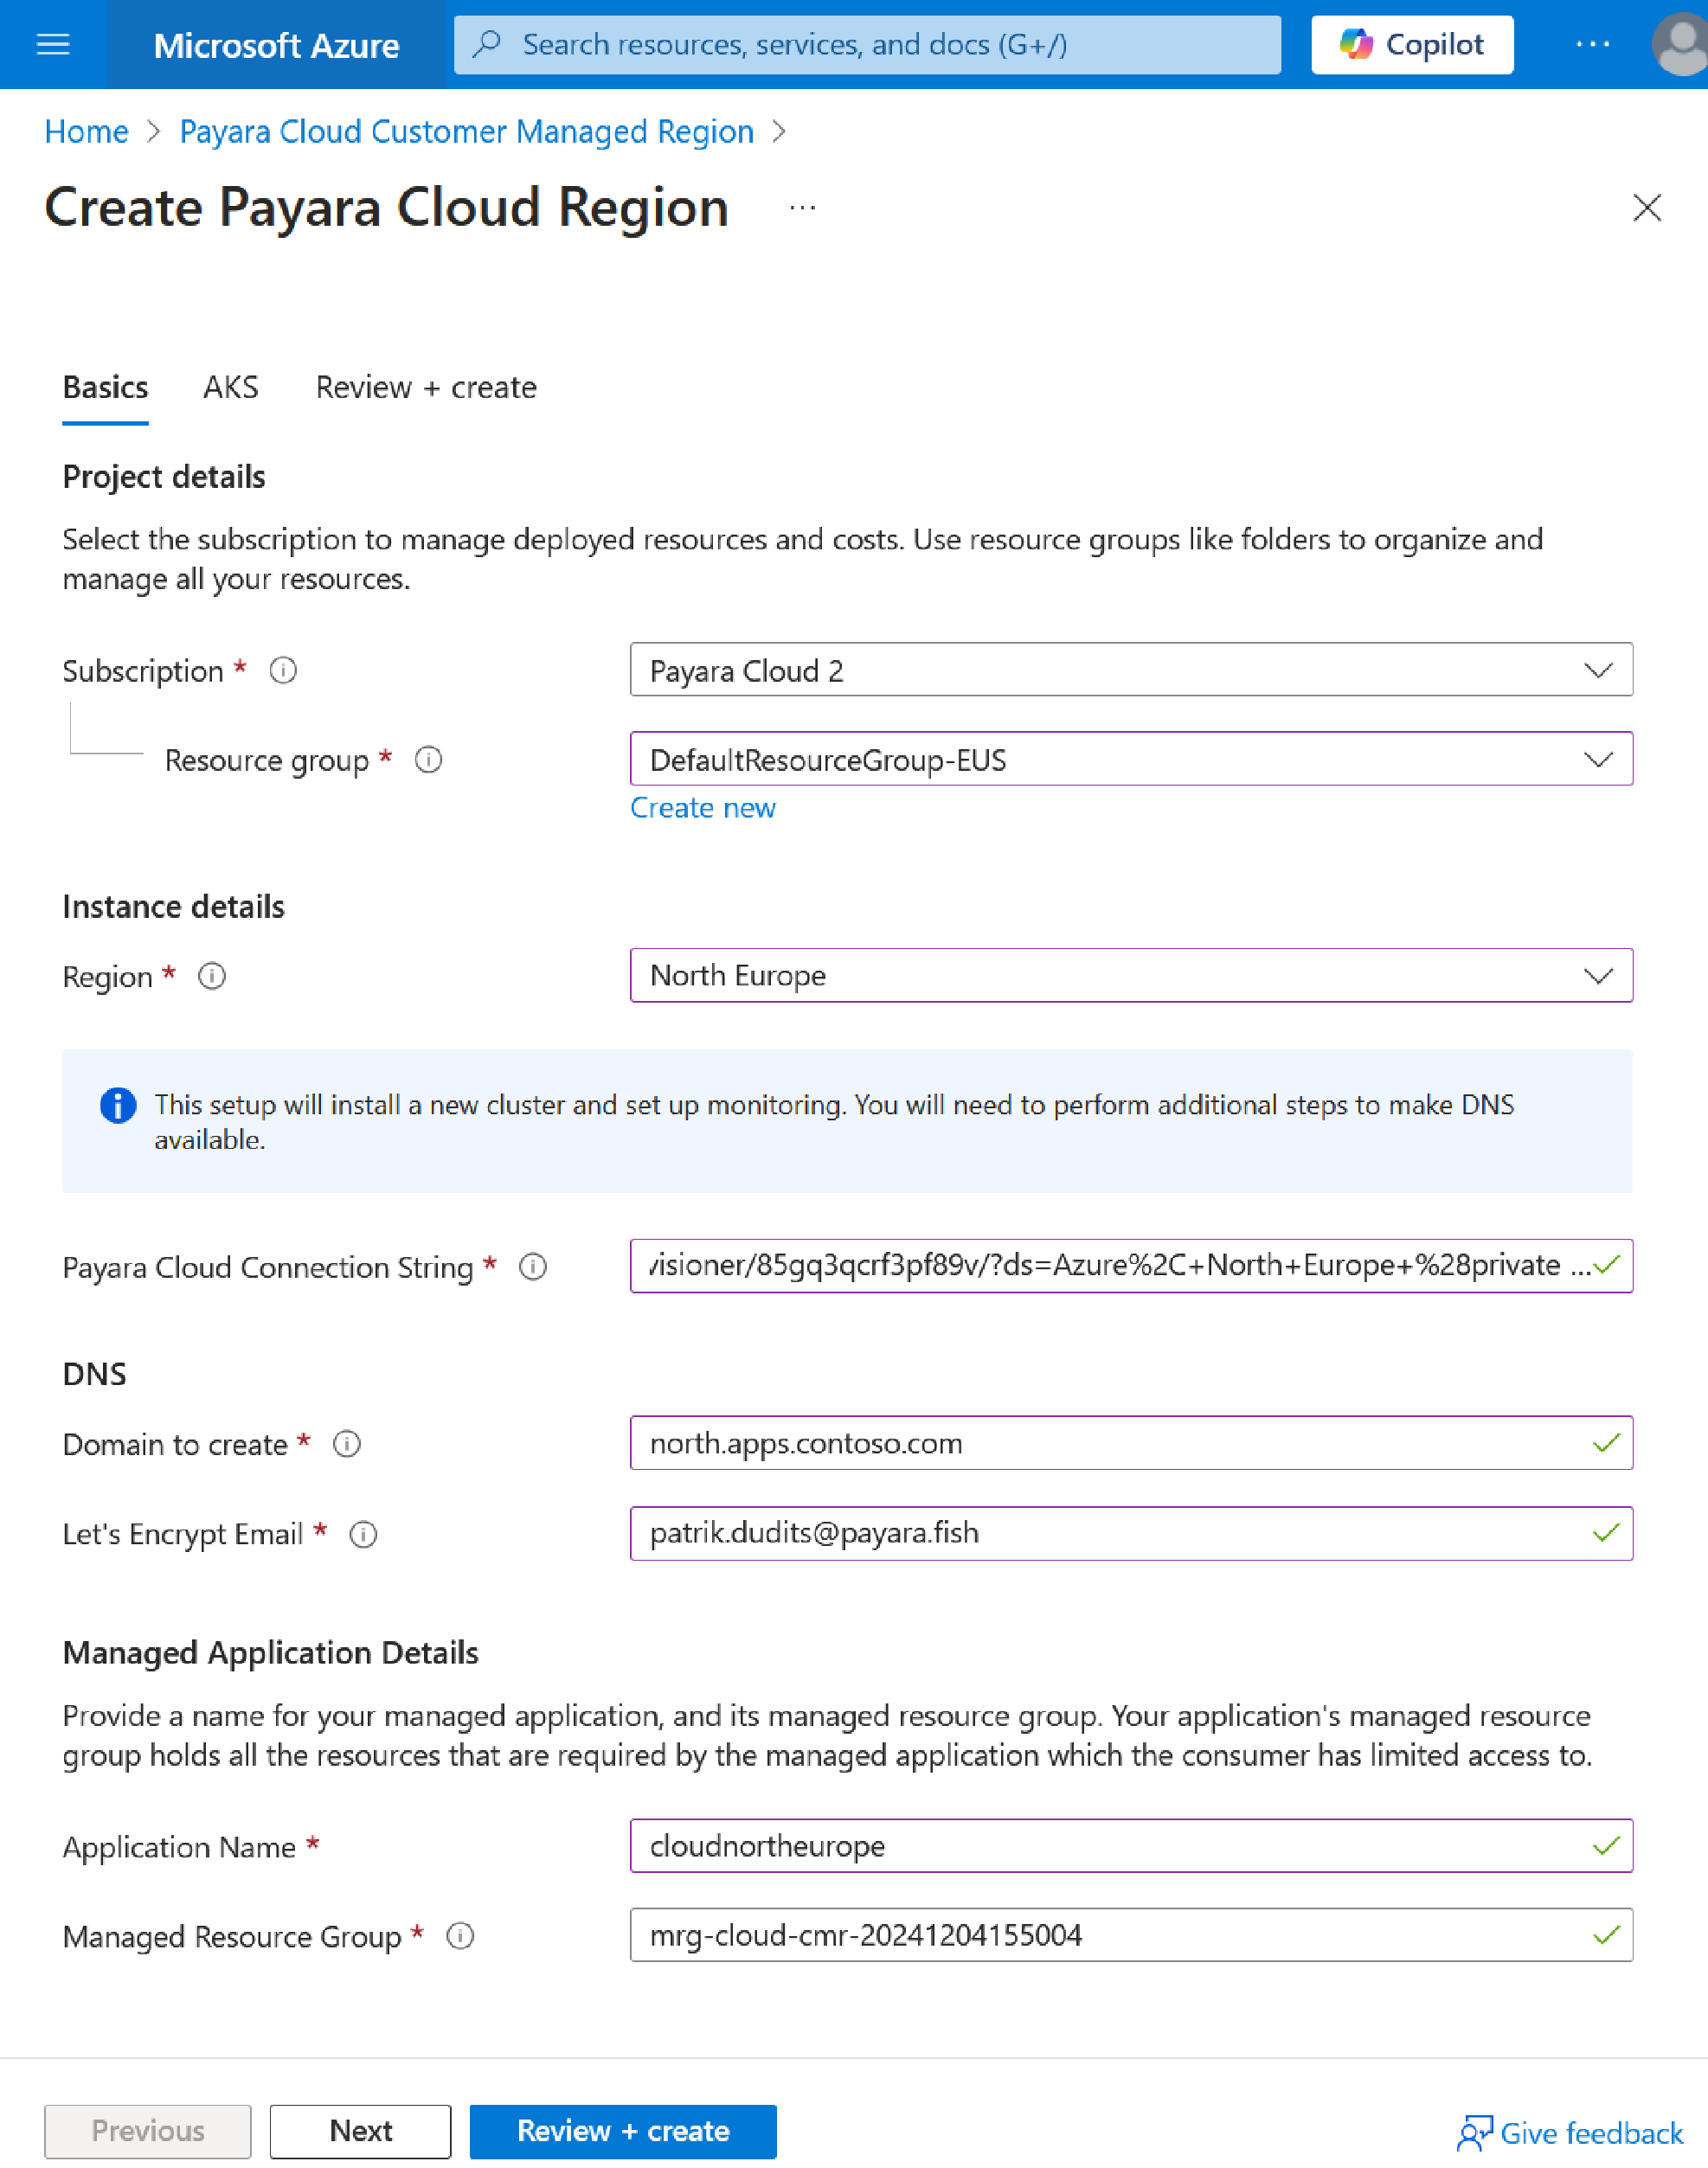 Microsoft Azure
Search resources, services, and docs (G+/)
Copilot
...
Home > Payara Cloud Customer Managed Region >
Create Payara Cloud Region ...
Basics AKS Review + create
Project details
Select the subscription to manage deployed resources and costs. Use resource groups like folders to organize and
manage all your resources.
Subscription * Payara Cloud 2
Resource group * DefaultResourceGroup-EUS
Create new
Instance details
Region * North Europe
This setup will install a new cluster and set up monitoring. You will need to perform additional steps to make DNS
available.
Payara Cloud Connection String * visioner/85gq3qcrf3pf89v/?ds=Azure%2C+North+Europe+%28private ...
DNS
Domain to create * north.apps.contoso.com
Let's Encrypt Email * patrik.dudits@payara.fish
Managed Application Details
Provide a name for your managed application, and its managed resource group. Your application's managed resource
group holds all the resources that are required by the managed application which the consumer has limited access to.
Application Name * cloudnortheurope
Managed Resource Group * mrg-cloud-cmr-20241204155004
Previous Next Review + create Give feedback